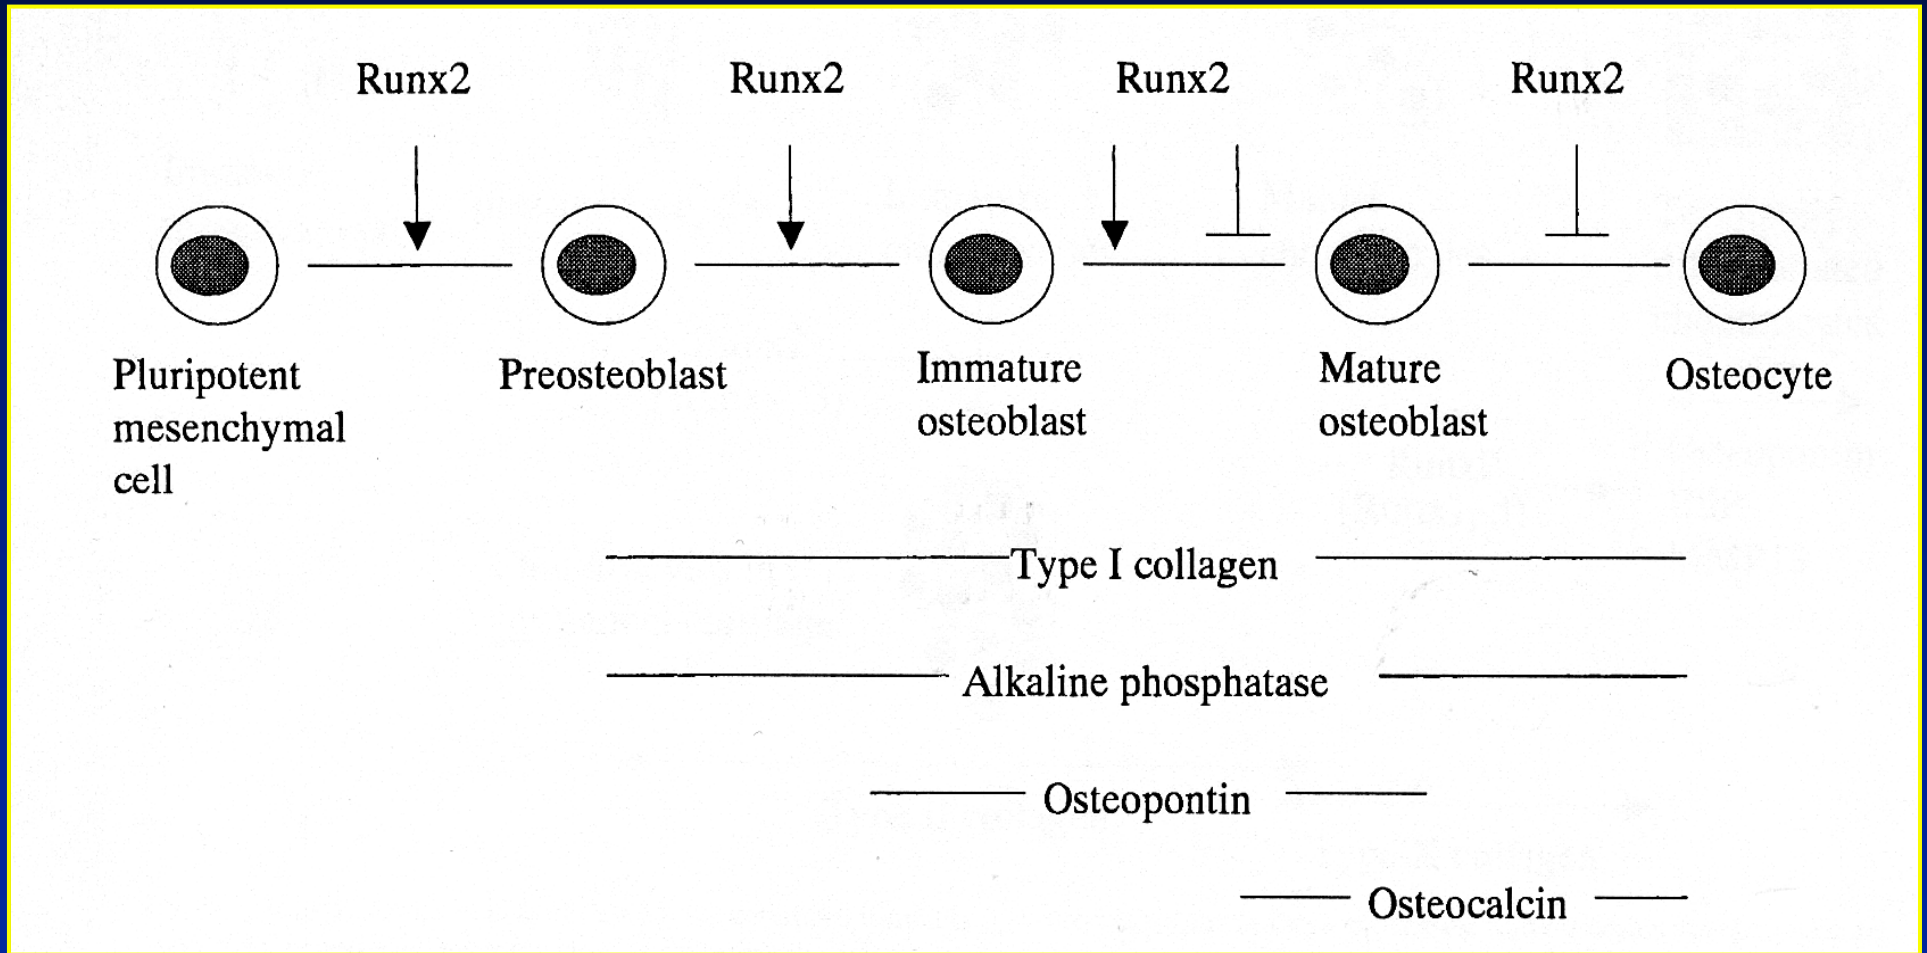 Runx2 Runx2 Runx2 Runx2
Pluripotent
mesenchymal
cell
Preosteoblast
Immature
osteoblast
Mature
osteoblast
Osteocyte
Type I collagen
Alkaline phosphatase
Osteopontin
Osteocalcin